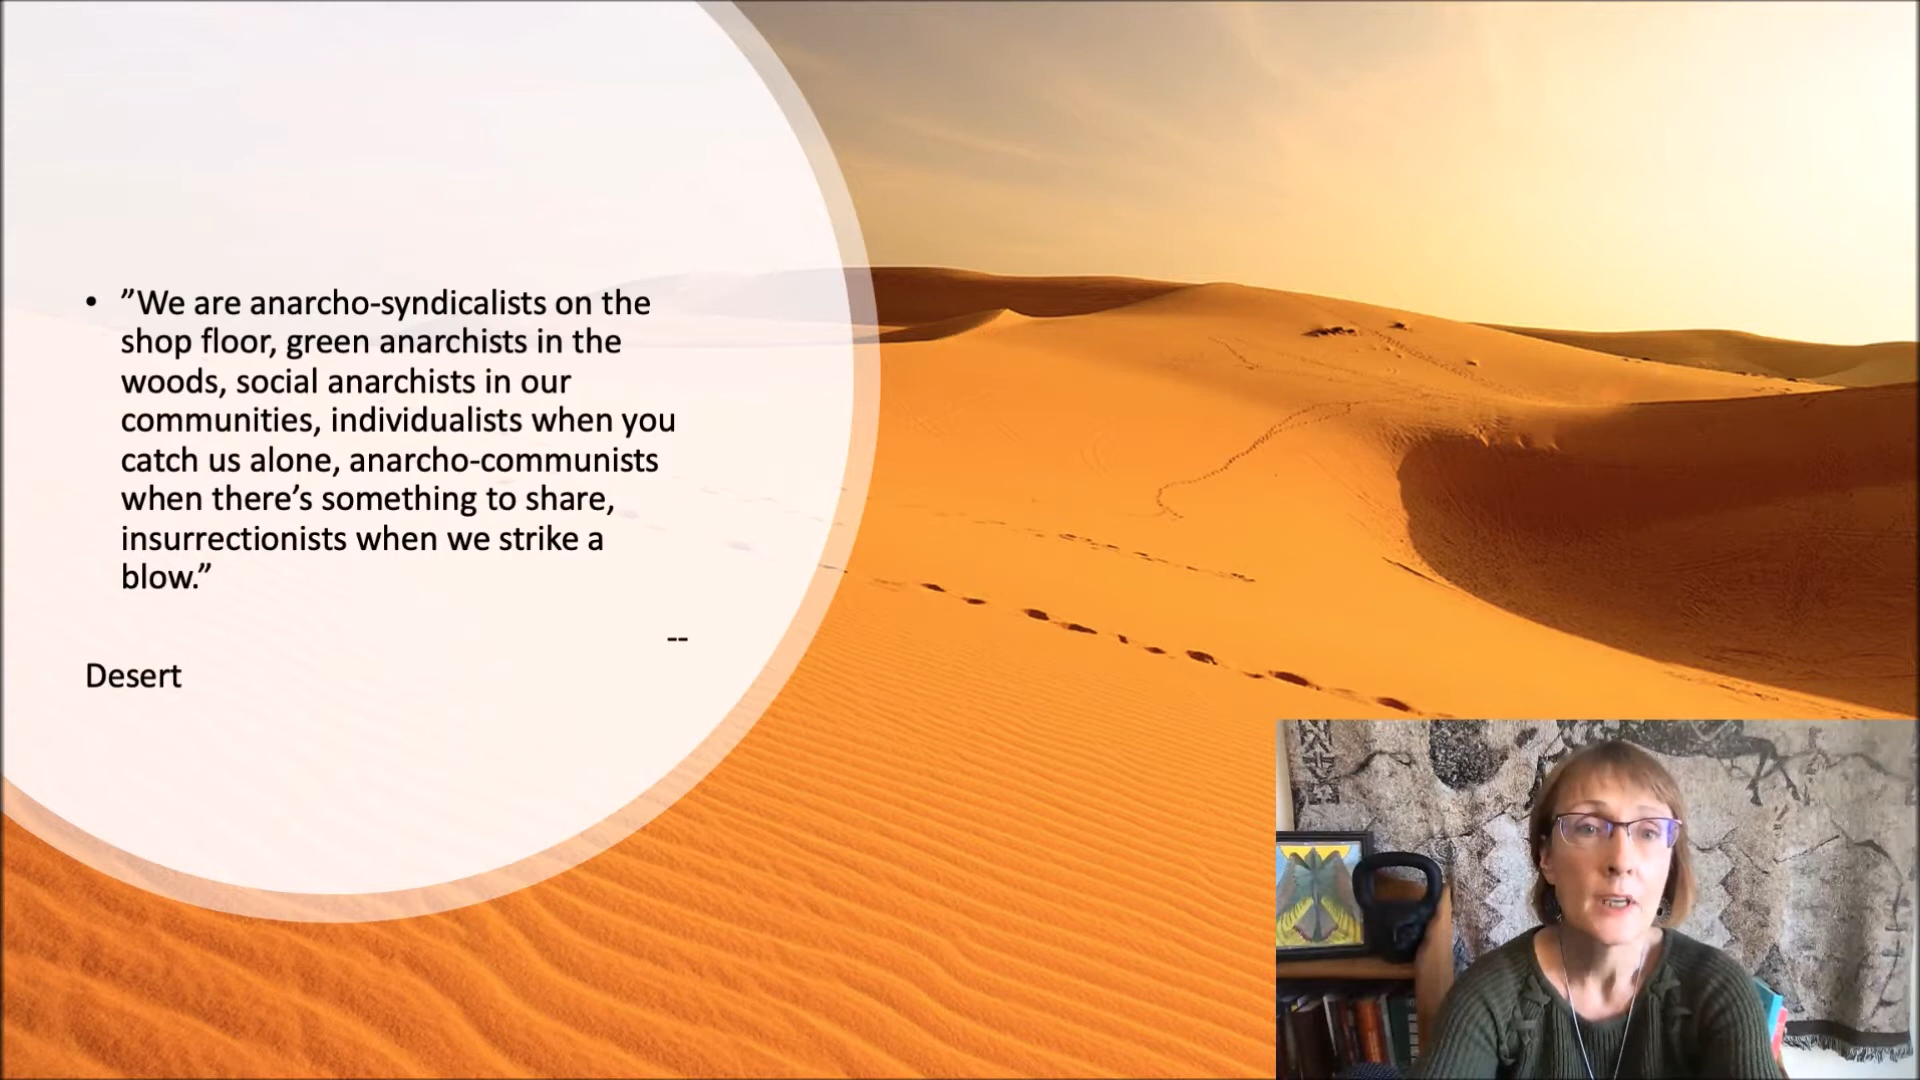 • ”We are anarcho-syndicalists on the
shop floor, green anarchists in the
woods, social anarchists in our
communities, individualists when you
catch us alone, anarcho-communists
when there’s something to share,
insurrectionists when we strike a
blow.”
--
Desert